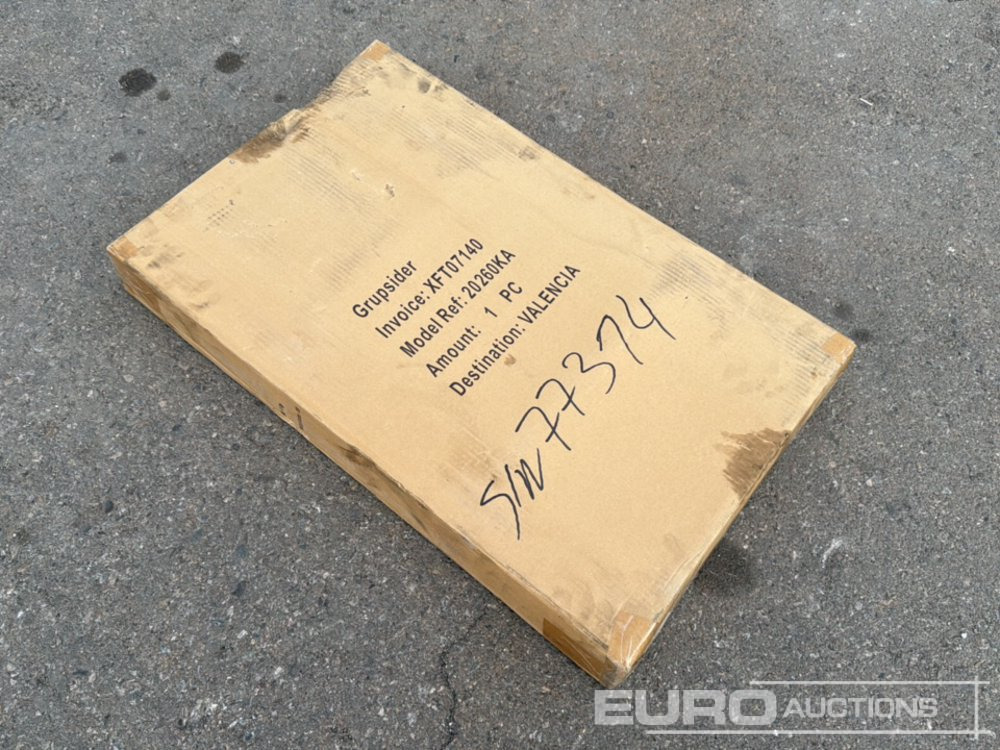 Grupsider
Invoice: XFT07140
Model Ref: 20260KA
Amount: 1 PC
Destination: VALENCIA
S/N 77374
EURO AUCTIONS